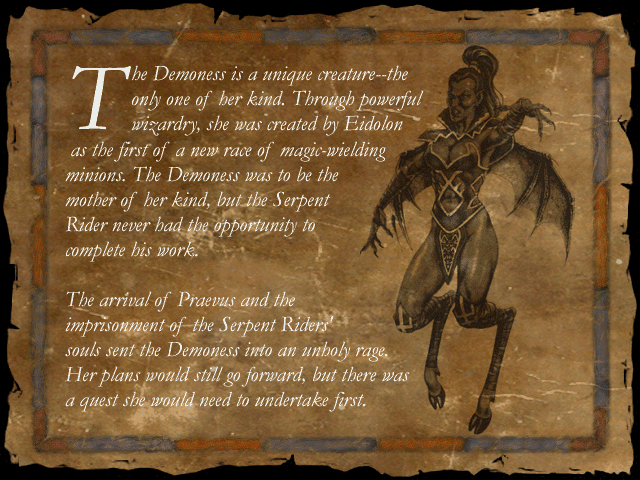 The Demoness is a unique creature--the
only one of her kind. Through powerful
wizardry, she was created by Eidolon
as the first of a new race of magic-wielding
minions. The Demoness was to be the
mother of her kind, but the Serpent
Rider never had the opportunity to
complete his work.
The arrival of Praevus and the
imprisonment of the Serpent Riders'
souls sent the Demoness into an unholy rage.
Her plans would still go forward, but there was
a quest she would need to undertake first.